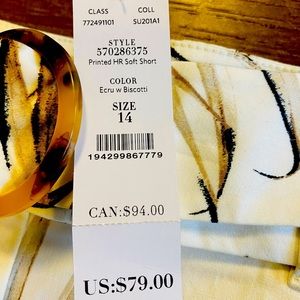 CLASS COLL
772491101 SU201A1
STYLE
570286375
Printed HR Soft Short
COLOR
Ecru w Biscotti
SIZE
14
194299867779
CAN:$94.00
US:$79.00